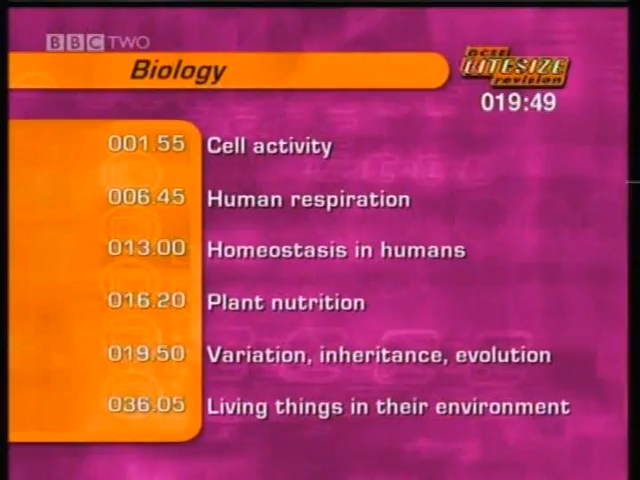 BBC TWO
Biology
GCSE
BITESIZE
revision
019:49
001.55 Cell activity
006.45 Human respiration
013.00 Homeostasis in humans
016.20 Plant nutrition
019.50 Variation, inheritance, evolution
036.05 Living things in their environment